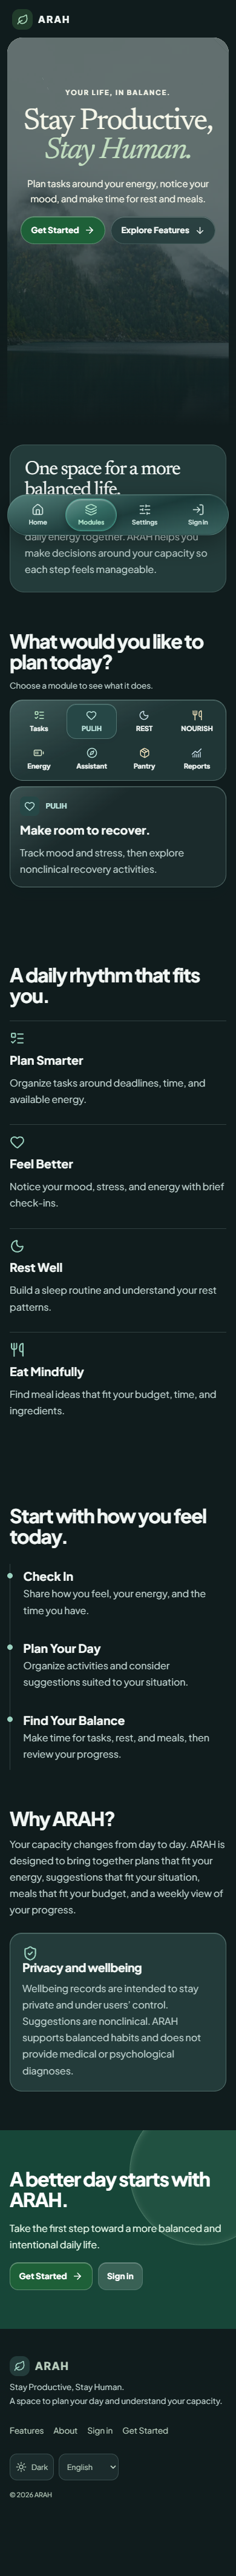 ARAH
YOUR LIFE, IN BALANCE.
Stay Productive,
Stay Human.
Plan tasks around your energy, notice your
mood, and make time for rest and meals.
Get Started
Explore Features
One space for a more
balanced life.
Home
Modules
Settings
Sign In
daily energy together. ARAH helps you
make decisions around your capacity so
each step feels manageable.
What would you like to
plan today?
Choose a module to see what it does.
Tasks
PULIH
REST
NOURISH
Energy
Assistant
Pantry
Reports
PULIH
Make room to recover.
Track mood and stress, then explore
nonclinical recovery activities.
A daily rhythm that fits
you.
Plan Smarter
Organize tasks around deadlines, time, and
available energy.
Feel Better
Notice your mood, stress, and energy with brief
check-ins.
Rest Well
Build a sleep routine and understand your rest
patterns.
Eat Mindfully
Find meal ideas that fit your budget, time, and
ingredients.
Start with how you feel
today.
Check In
Share how you feel, your energy, and the
time you have.
Plan Your Day
Organize activities and consider
suggestions suited to your situation.
Find Your Balance
Make time for tasks, rest, and meals, then
review your progress.
Why ARAH?
Your capacity changes from day to day. ARAH is
designed to bring together plans that fit your
energy, suggestions that fit your situation,
meals that fit your budget, and a weekly view of
your progress.
Privacy and wellbeing
Wellbeing records are intended to stay
private and under users' control.
Suggestions are nonclinical. ARAH
supports balanced habits and does not
provide medical or psychological
diagnoses.
A better day starts with
ARAH.
Take the first step toward a more balanced and
intentional daily life.
Get Started
Sign in
ARAH
Stay Productive, Stay Human.
A space to plan your day and understand your capacity.
Features
About
Sign in
Get Started
Dark
English
© 2026 ARAH